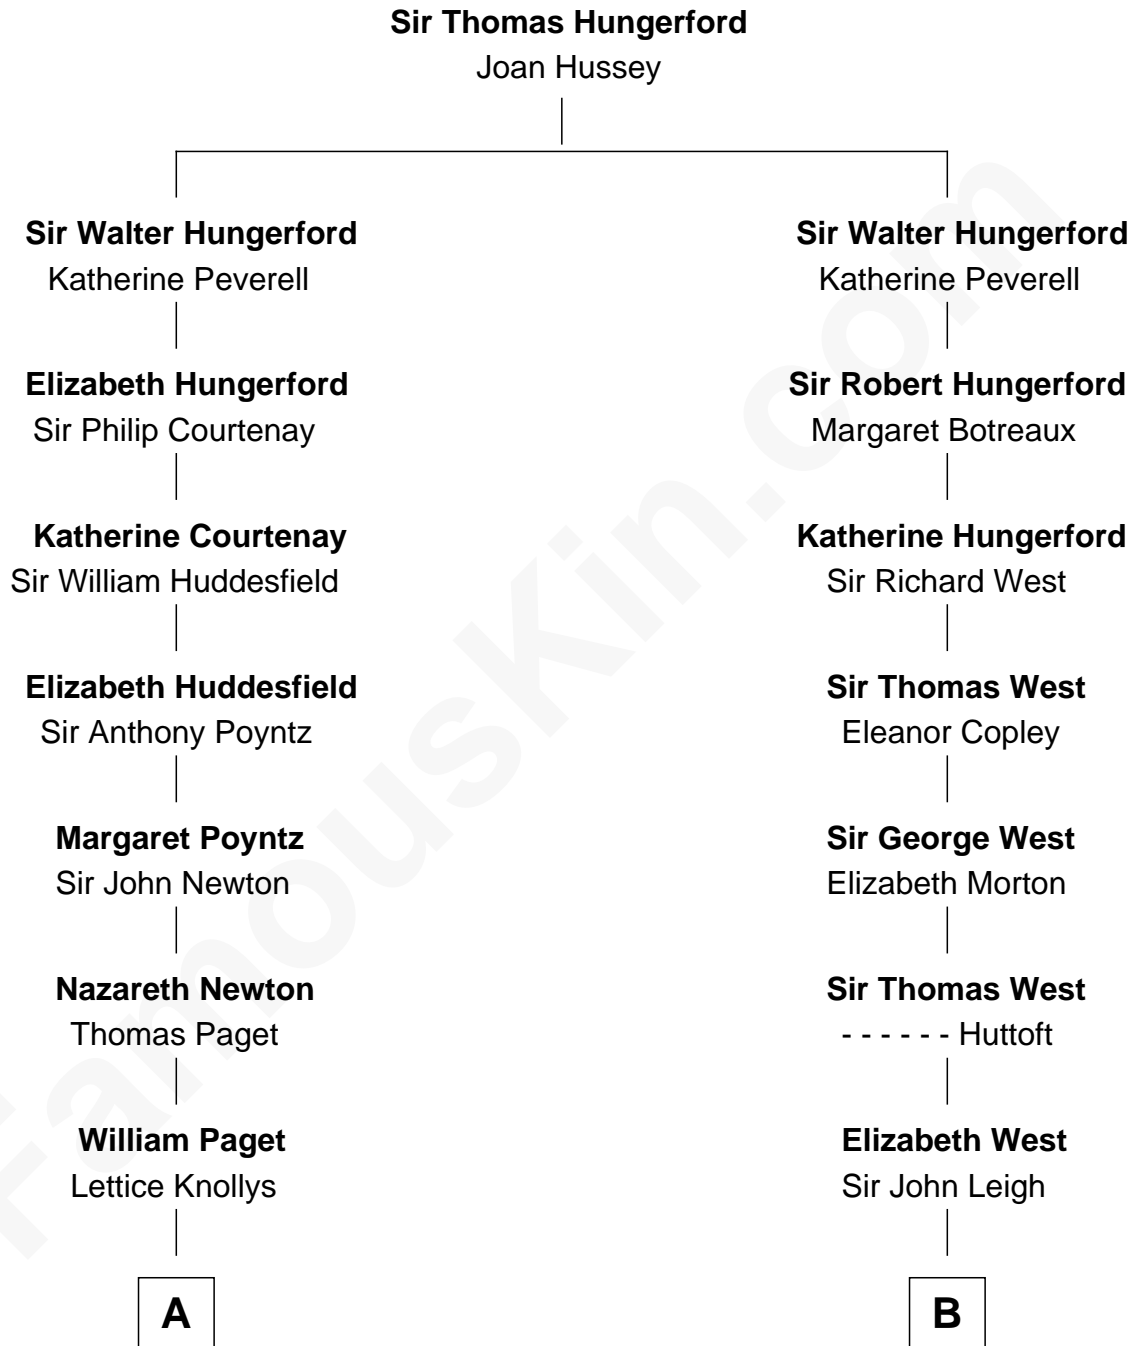 Sir Thomas Hungerford
Joan Hussey
Sir Walter Hungerford
Katherine Peverell
Elizabeth Hungerford
Sir Philip Courtenay
Katherine Courtenay
Sir William Huddesfield
Elizabeth Huddesfield
Sir Anthony Poyntz
Margaret Poyntz
Sir John Newton
Nazareth Newton
Thomas Paget
William Paget
Lettice Knollys
A
Sir Walter Hungerford
Katherine Peverell
Sir Robert Hungerford
Margaret Botreaux
Katherine Hungerford
Sir Richard West
Sir Thomas West
Eleanor Copley
Sir George West
Elizabeth Morton
Sir Thomas West
- - - - - - Huttoft
Elizabeth West
Sir John Leigh
B
FamousKin.com